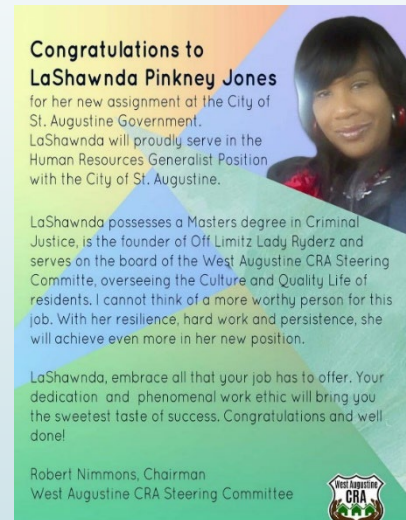 Congratulations to
LaShawnda Pinkney Jones
for her new assignment at the City of
St. Augustine Government.
LaShawnda will proudly serve in the
Human Resources Generalist Position
with the City of St. Augustine.
LaShawnda possesses a Masters degree in Criminal
Justice, is the founder of Off Limitz Lady Ryderz and
serves on the board of the West Augustine CRA Steering
Committe, overseeing the Culture and Quality Life of
residents. I cannot think of a more worthy person for this
job. With her resilience, hard work and persistence, she
will achieve even more in her new position.
LaShawnda, embrace all that your job has to offer. Your
dedication and phenomenal work ethic will bring you
the sweetest taste of success. Congratulations and well
done!
Robert Nimmons, Chairman
West Augustine CRA Steering Committee
West Augustine
CRA